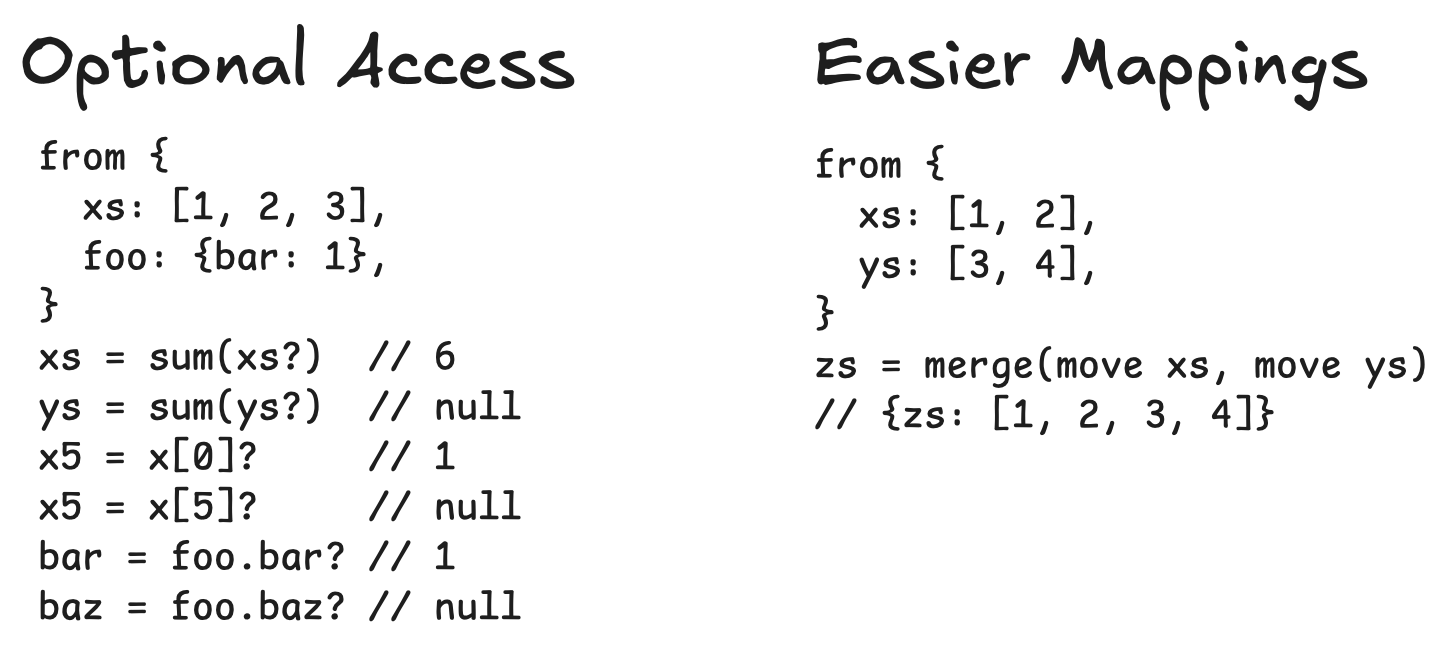 Optional Access
from {
  xs: [1, 2, 3],
  foo: {bar: 1},
}
xs = sum(xs?)  // 6
ys = sum(ys?)  // null
x5 = x[0]?     // 1
x5 = x[5]?     // null
bar = foo.bar? // 1
baz = foo.baz? // null
Easier Mappings
from {
  xs: [1, 2],
  ys: [3, 4],
}
zs = merge(move xs, move ys)
// {zs: [1, 2, 3, 4]}